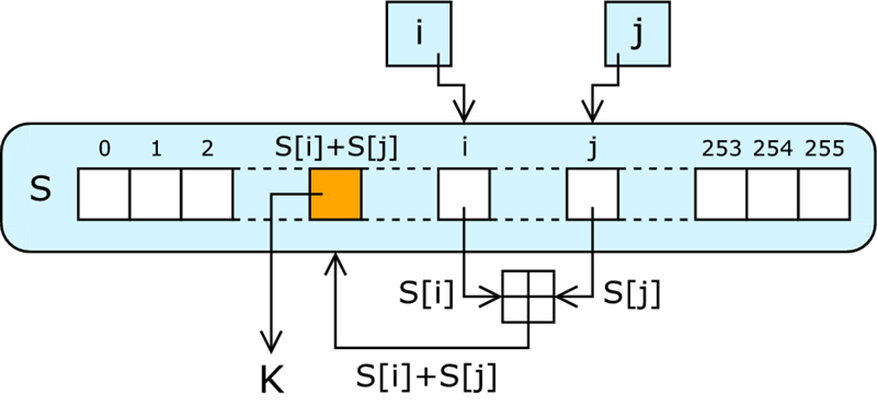 i j
0 1 2 S[i]+S[j] i j 253 254 255
S
S[i] S[j]
K
S[i]+S[j]